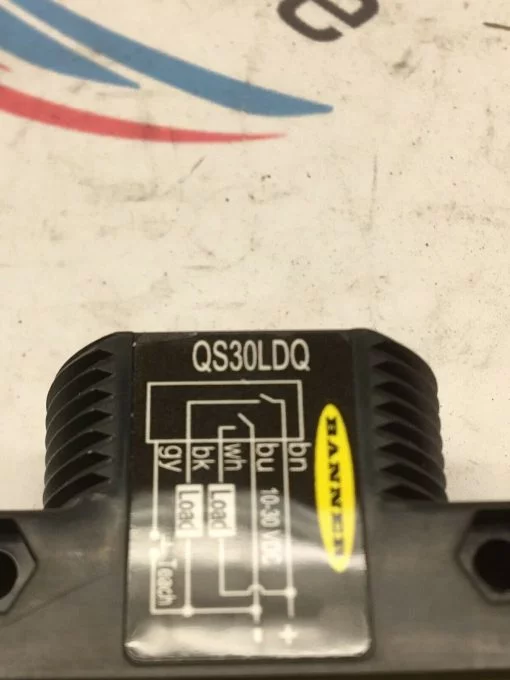 QS30LDQ
bn
bu
wh
bk
gy
10-30 VDC
Load
Load
Teach
+
-
BANNER